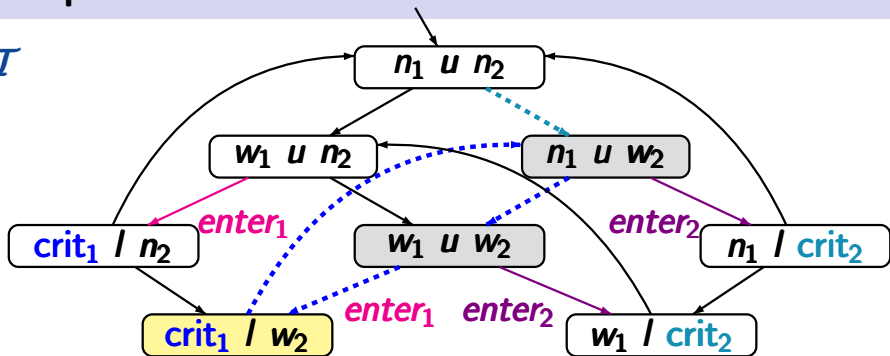 T
n₁ u n₂
w₁ u n₂
n₁ u w₂
enter₁
enter₂
crit₁ l n₂
w₁ u w₂
n₁ l crit₂
enter₁
enter₂
crit₁ l w₂
w₁ l crit₂